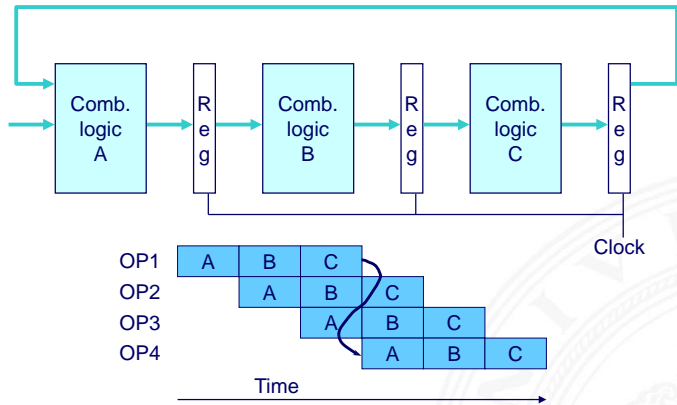 Comb.
logic
A
R
e
g
Comb.
logic
B
R
e
g
Comb.
logic
C
R
e
g
Clock
OP1 A B C
OP2 A B C
OP3 A B C
OP4 A B C
Time